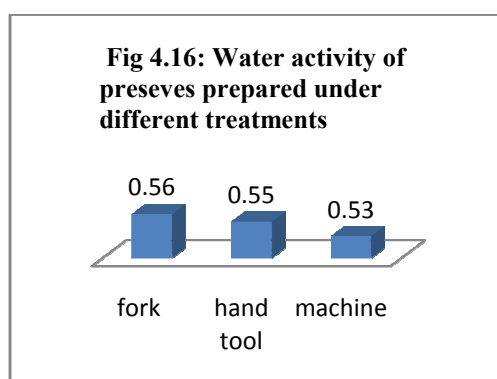 Fig 4.16: Water activity of
preseves prepared under
different treatments
0.56
0.55
0.53
fork
hand
tool
machine